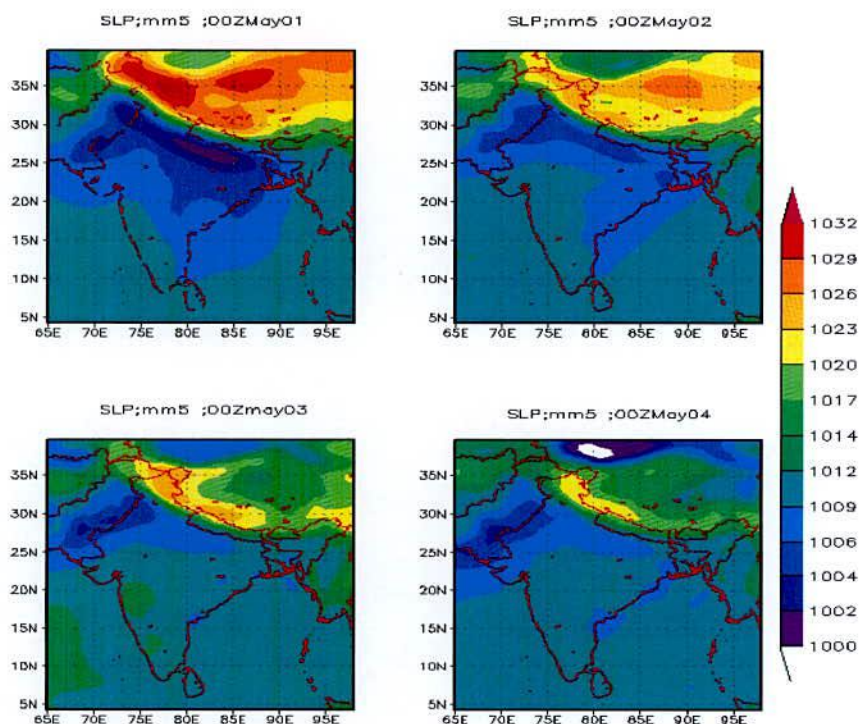 SLP;mm5 ;00ZMay01
35N
30N
25N
20N
15N
10N
5N
65E 70E 75E 80E 85E 90E 95E
SLP;mm5 ;00ZMay02
35N
30N
25N
20N
15N
10N
5N
65E 70E 75E 80E 85E 90E 95E
SLP;mm5 ;00Zmay03
35N
30N
25N
20N
15N
10N
5N
65E 70E 75E 80E 85E 90E 95E
SLP;mm5 ;00ZMay04
35N
30N
25N
20N
15N
10N
5N
65E 70E 75E 80E 85E 90E 95E
1032
1029
1026
1023
1020
1017
1014
1012
1009
1006
1004
1002
1000